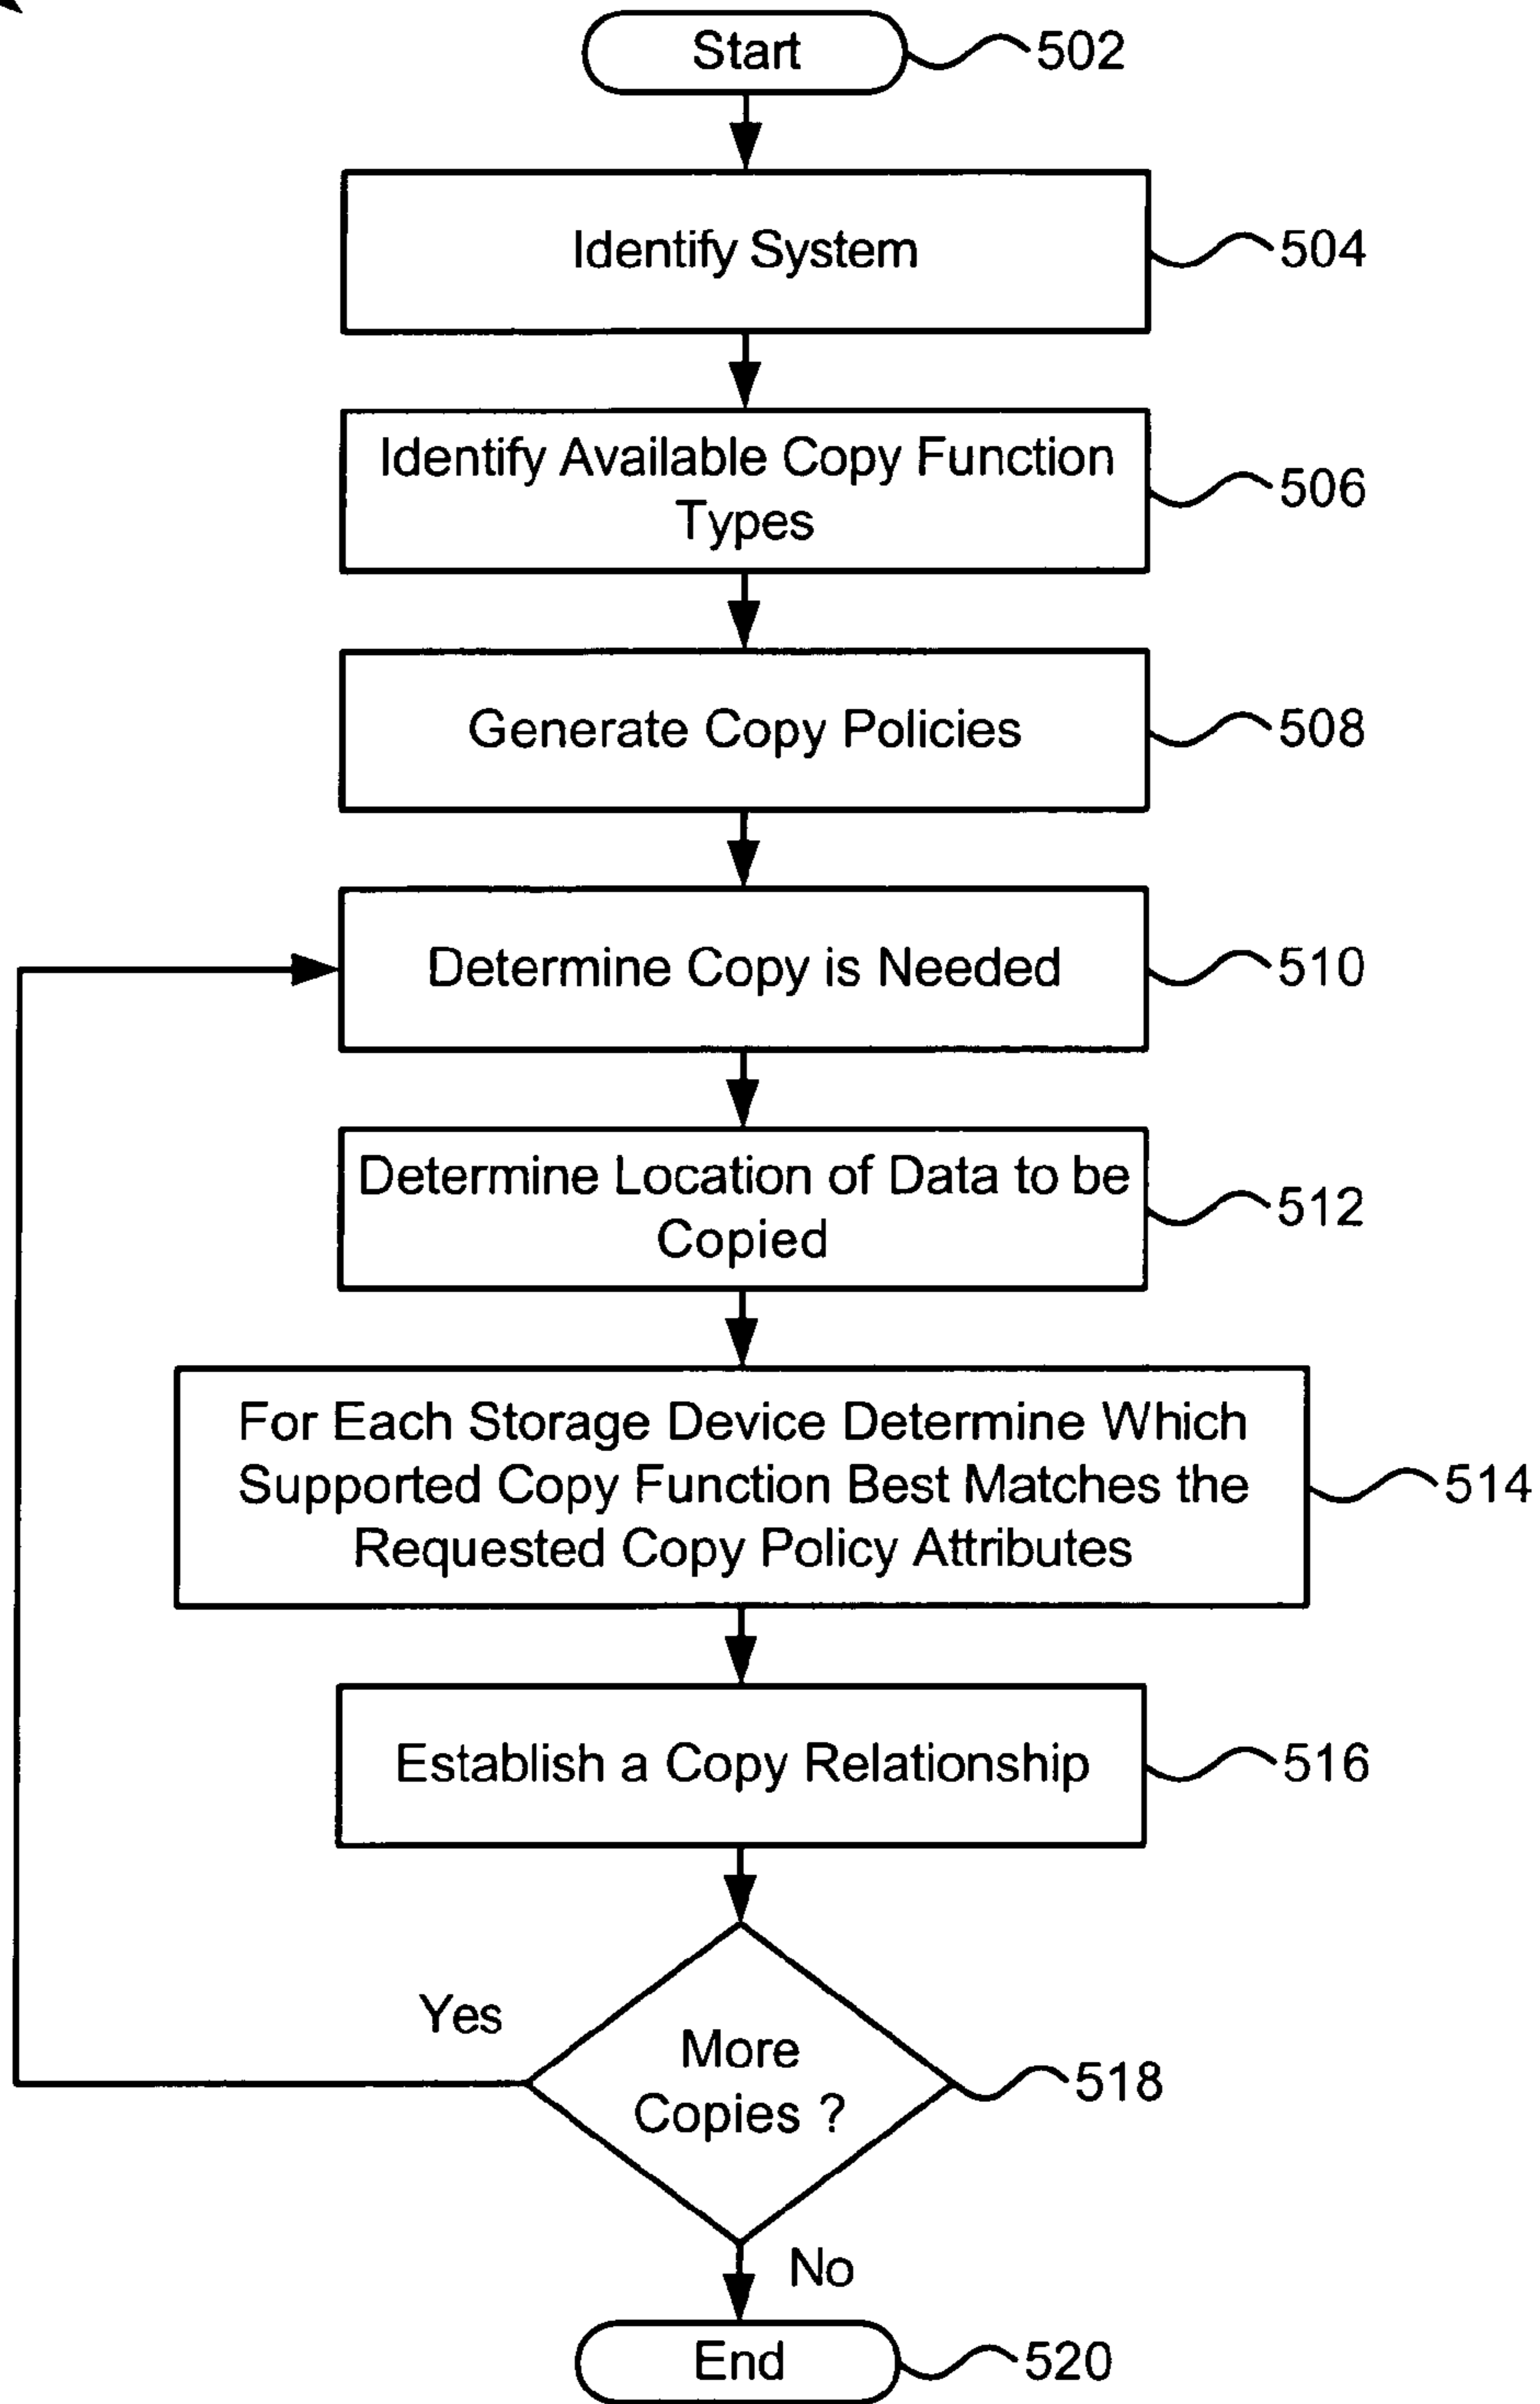 Start
502
Identify System
504
Identify Available Copy Function
Types
506
Generate Copy Policies
508
Determine Copy is Needed
510
Determine Location of Data to be
Copied
512
For Each Storage Device Determine Which
Supported Copy Function Best Matches the
Requested Copy Policy Attributes
514
Establish a Copy Relationship
516
Yes
More
Copies ?
518
No
End
520